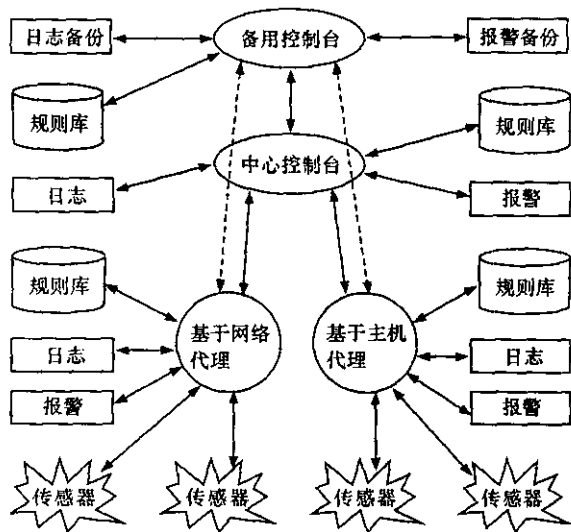 日志备份
备用控制台
报警备份
规则库
规则库
中心控制台
日志
报警
规则库
规则库
基于网络
代理
基于主机
代理
日志
日志
报警
报警
传感器
传感器
传感器
传感器